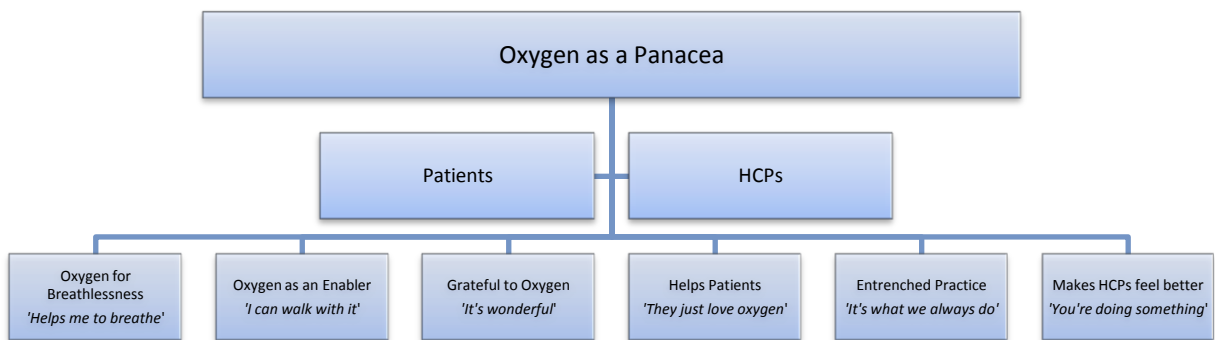 Oxygen as a Panacea
Patients
HCPs
Oxygen for
Breathlessness
'Helps me to breathe'
Oxygen as an Enabler
'I can walk with it'
Grateful to Oxygen
'It's wonderful'
Helps Patients
'They just love oxygen'
Entrenched Practice
'It's what we always do'
Makes HCPs feel better
'You're doing something'